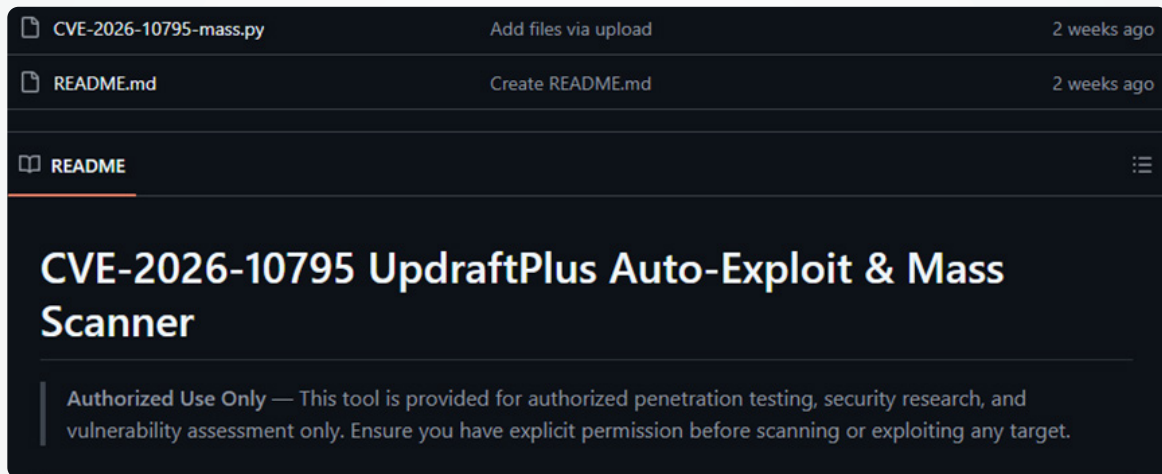 CVE-2026-10795-mass.py Add files via upload 2 weeks ago
README.md Create README.md 2 weeks ago
README
CVE-2026-10795 UpdraftPlus Auto-Exploit & Mass
Scanner
Authorized Use Only — This tool is provided for authorized penetration testing, security research, and
vulnerability assessment only. Ensure you have explicit permission before scanning or exploiting any target.